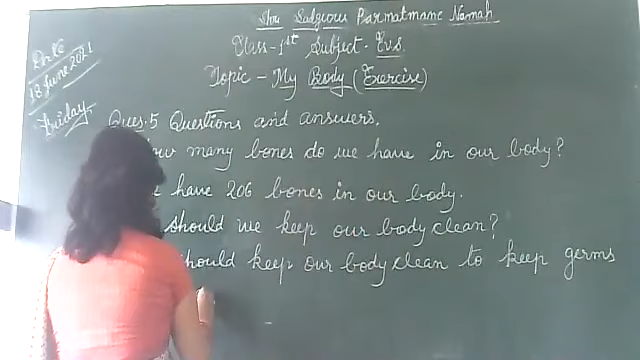 Shri Sadgurou Parmatmane Namah
Class-1st Subject- Evs.
Topic - My Body (Exercise)
Date
18 June 2021
Friday
Ques.5 Questions and answers.
how many bones do we have in our body?
have 206 bones in our body.
should we keep our body clean?
should keep our body clean to keep germs